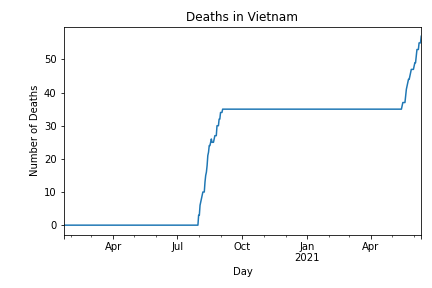 Deaths in Vietnam
Number of Deaths
50
40
30
20
10
0
Apr
Jul
Oct
Jan
2021
Apr
Day